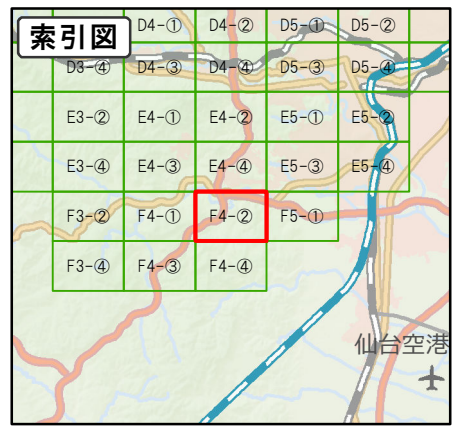 索引図
D4-① D4-② D5-① D5-②
D3-④ D4-③ D4-④ D5-③ D5-④
E3-② E4-① E4-② E5-① E5-②
E3-④ E4-③ E4-④ E5-③ E5-④
F3-② F4-① F4-② F5-①
F3-④ F4-③ F4-④
仙台空港